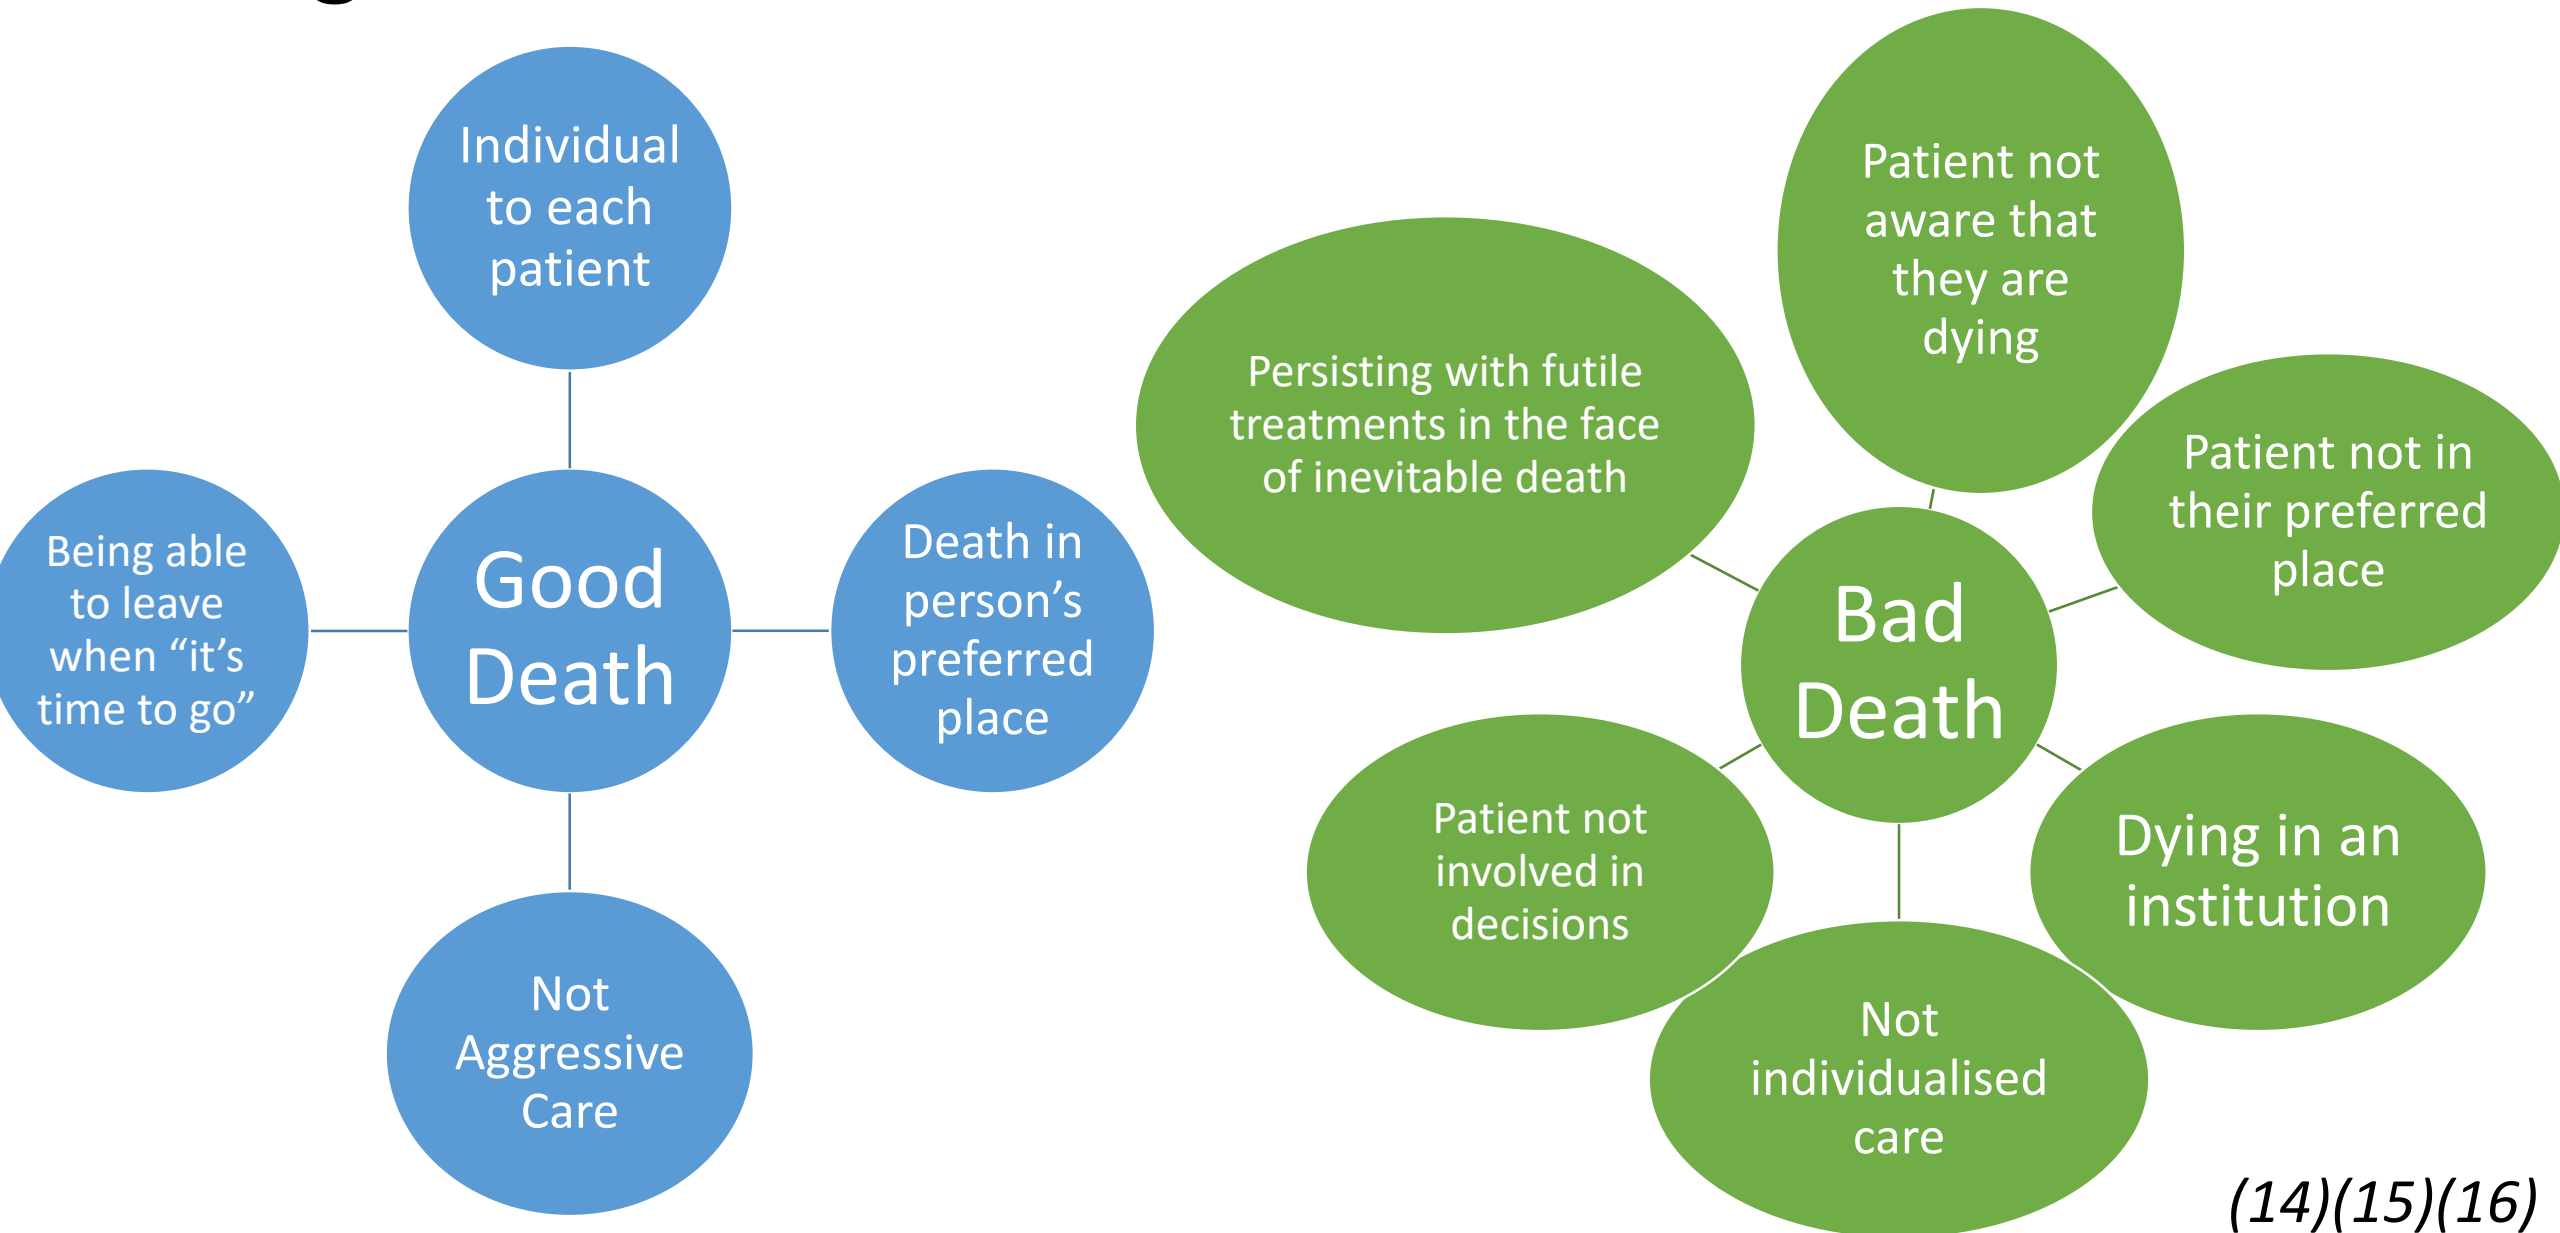 Individual
to each
patient
Being able
to leave
when “it’s
time to go”
Good
Death
Death in
person’s
preferred
place
Not
Aggressive
Care
Patient not
aware that
they are
dying
Persisting with futile
treatments in the face
of inevitable death
Patient not in
their preferred
place
Bad
Death
Patient not
involved in
decisions
Dying in an
institution
Not
individualised
care
(14)(15)(16)